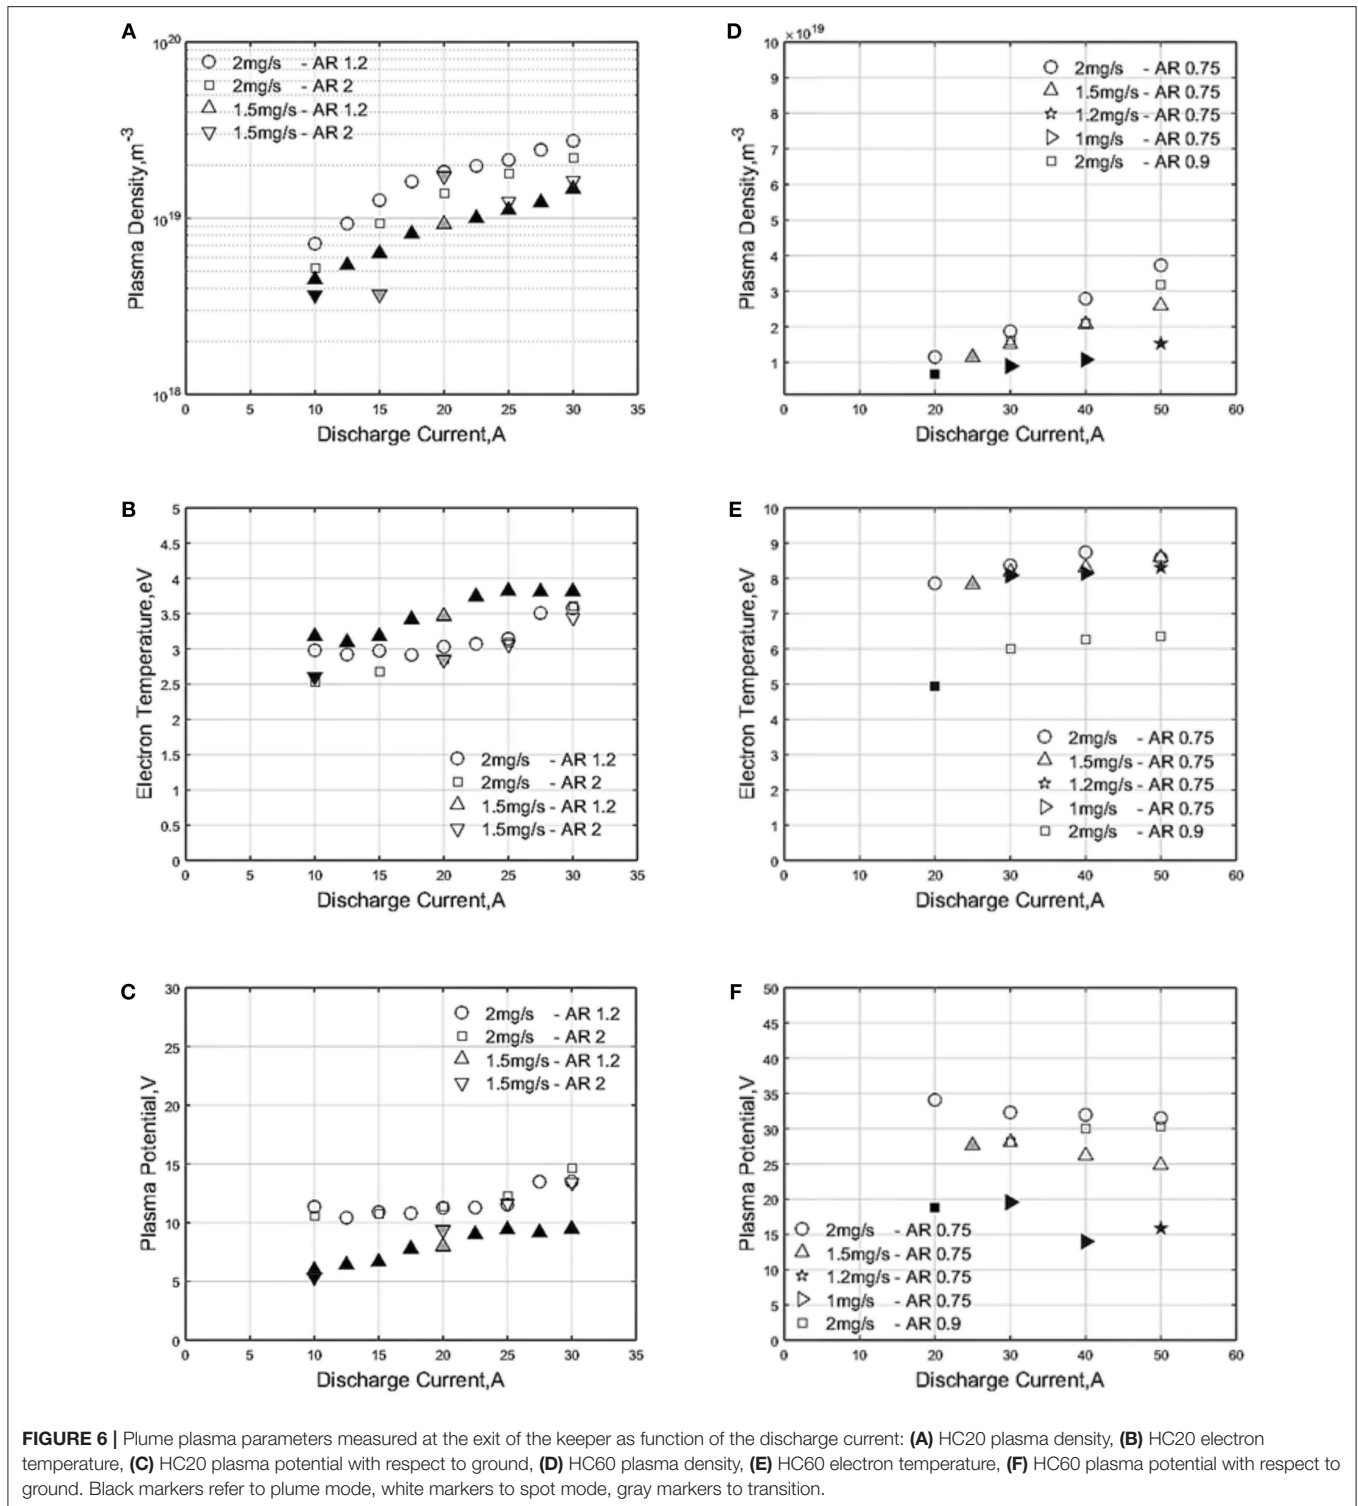 A
10^20
2mg/s - AR 1.2
2mg/s - AR 2
1.5mg/s - AR 1.2
1.5mg/s - AR 2
Plasma Density,m^-3
10^19
10^18
0 5 10 15 20 25 30 35
Discharge Current,A
D
×10^19
10
9
8
7
6
5
4
3
2
1
2mg/s - AR 0.75
1.5mg/s - AR 0.75
1.2mg/s - AR 0.75
1mg/s - AR 0.75
2mg/s - AR 0.9
Plasma Density,m^-3
0 10 20 30 40 50 60
Discharge Current,A
B
5
4.5
4
3.5
3
2.5
2
1.5
1
0.5
0
Electron Temperature,eV
2mg/s - AR 1.2
2mg/s - AR 2
1.5mg/s - AR 1.2
1.5mg/s - AR 2
0 5 10 15 20 25 30 35
Discharge Current,A
E
10
9
8
7
6
5
4
3
2
1
0
Electron Temperature,eV
2mg/s - AR 0.75
1.5mg/s - AR 0.75
1.2mg/s - AR 0.75
1mg/s - AR 0.75
2mg/s - AR 0.9
0 10 20 30 40 50 60
Discharge Current,A
C
30
25
20
15
10
5
0
Plasma Potential,V
2mg/s - AR 1.2
2mg/s - AR 2
1.5mg/s - AR 1.2
1.5mg/s - AR 2
0 5 10 15 20 25 30 35
Discharge Current,A
F
50
45
40
35
30
25
20
15
10
5
0
Plasma Potential,V
2mg/s - AR 0.75
1.5mg/s - AR 0.75
1.2mg/s - AR 0.75
1mg/s - AR 0.75
2mg/s - AR 0.9
0 10 20 30 40 50 60
Discharge Current,A
FIGURE 6 | Plume plasma parameters measured at the exit of the keeper as function of the discharge current: (A) HC20 plasma density, (B) HC20 electron
temperature, (C) HC20 plasma potential with respect to ground, (D) HC60 plasma density, (E) HC60 electron temperature, (F) HC60 plasma potential with respect to
ground. Black markers refer to plume mode, white markers to spot mode, gray markers to transition.